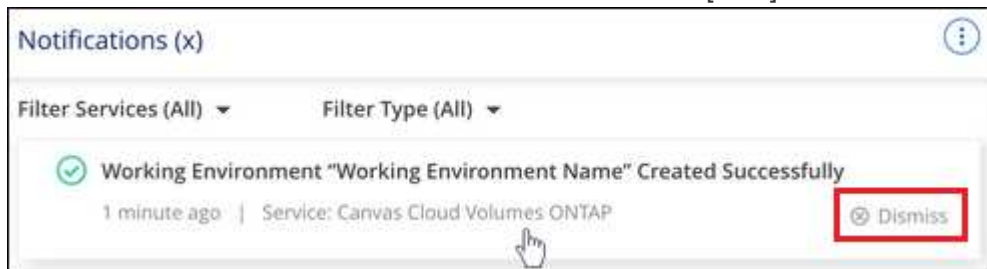 Notifications (x)
Filter Services (All) Filter Type (All)
Working Environment “Working Environment Name” Created Successfully
1 minute ago | Service: Canvas Cloud Volumes ONTAP Dismiss